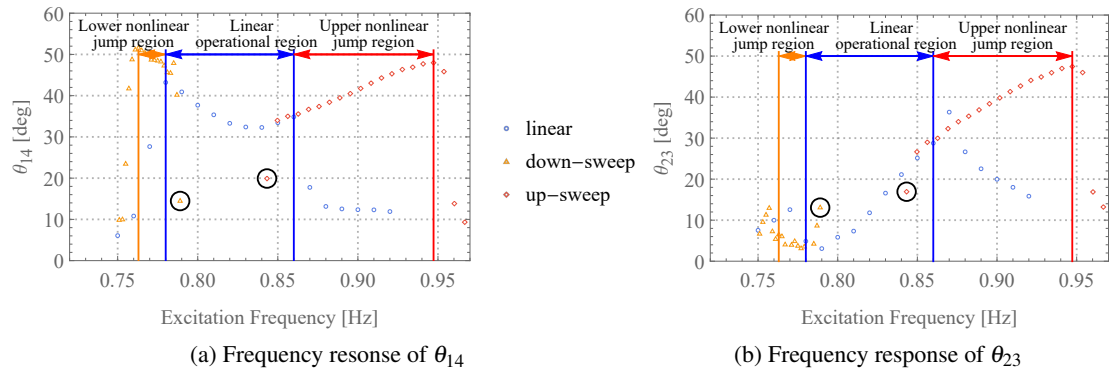 Lower nonlinear Linear Upper nonlinear
jump region operational region jump region
60
50
40
30
20
10
0
θ14 [deg]
0.75 0.80 0.85 0.90 0.95
Excitation Frequency [Hz]
(a) Frequency resonse of θ14
linear
down-sweep
up-sweep
Lower nonlinear Linear Upper nonlinear
jump region operational region jump region
60
50
40
30
20
10
0
θ23 [deg]
0.75 0.80 0.85 0.90 0.95
Excitation Frequency [Hz]
(b) Frequency response of θ23